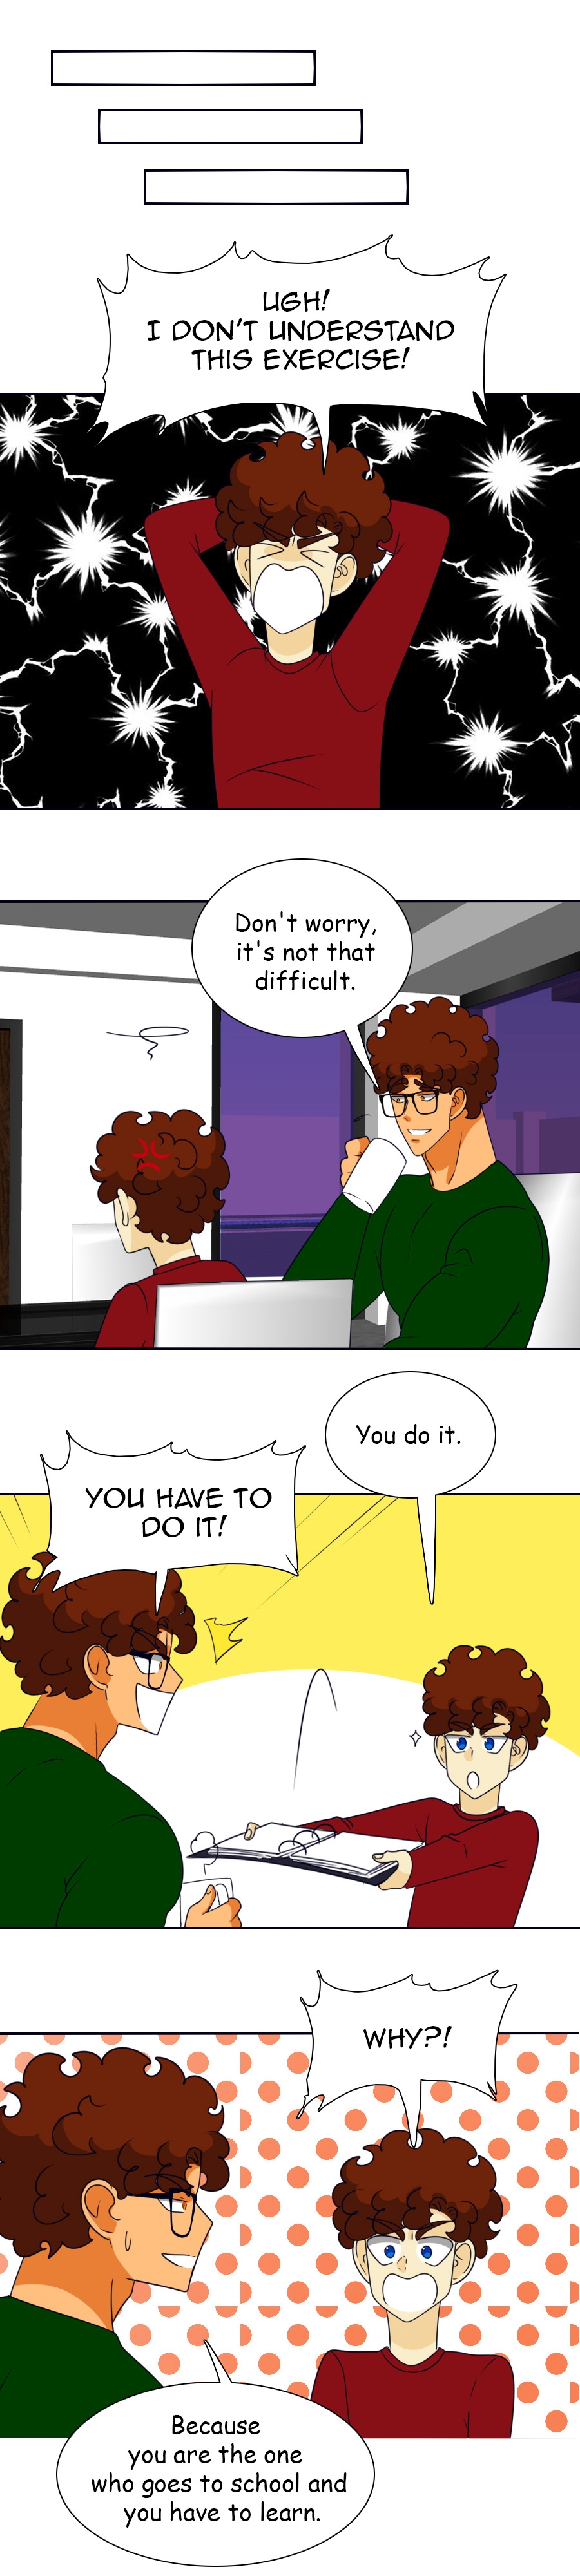 UGH!
I DON'T UNDERSTAND
THIS EXERCISE!
Don't worry,
it's not that
difficult.
You do it.
YOU HAVE TO
DO IT!
WHY?!
Because
you are the one
who goes to school and
you have to learn.